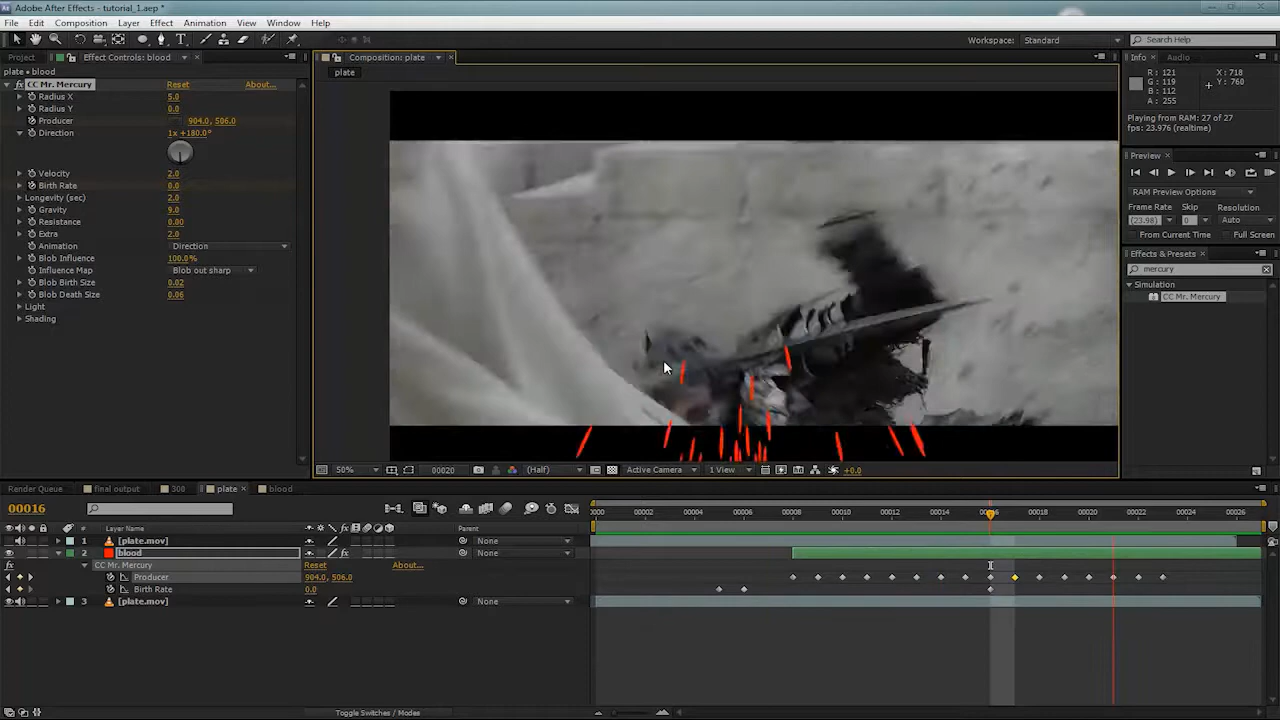 Adobe After Effects - tutorial_1.aep *
File Edit Composition Layer Effect Animation View Window Help
Workspace: Standard Search Help
Project Effect Controls: blood Composition: plate Info Audio
plate • blood
plate
CC Mr. Mercury Reset About...
Radius X 5.0
Radius Y 0.0
Producer 904.0, 506.0
Direction 1x +180.0°
Velocity 2.0
Birth Rate 0.0
Longevity (sec) 2.0
Gravity 9.0
Resistance 0.00
Extra 2.0
Animation Direction
Blob Influence 100.0%
Influence Map Blob out sharp
Blob Birth Size 0.02
Blob Death Size 0.06
Light
Shading
R: 121
G: 119
B: 112
A: 255
X: 718
Y: 760
Playing from RAM: 27 of 27
fps: 23.976 (realtime)
Preview
RAM Preview Options
Frame Rate Skip Resolution
(23.98) 0 Auto
From Current Time Full Screen
Effects & Presets
mercury
Simulation
CC Mr. Mercury
50% 00020 (Half) Active Camera 1 View +0.0
Render Queue final output 300 plate blood
00016
# Layer Name Parent
0000 00002 00004 00006 00008 00010 00012 00014 00018 00020 00022 00024 00026
1 [plate.mov] None
2 blood None
CC Mr. Mercury Reset About...
Producer 904.0, 506.0
Birth Rate 0.0
3 [plate.mov] None
Toggle Switches / Modes